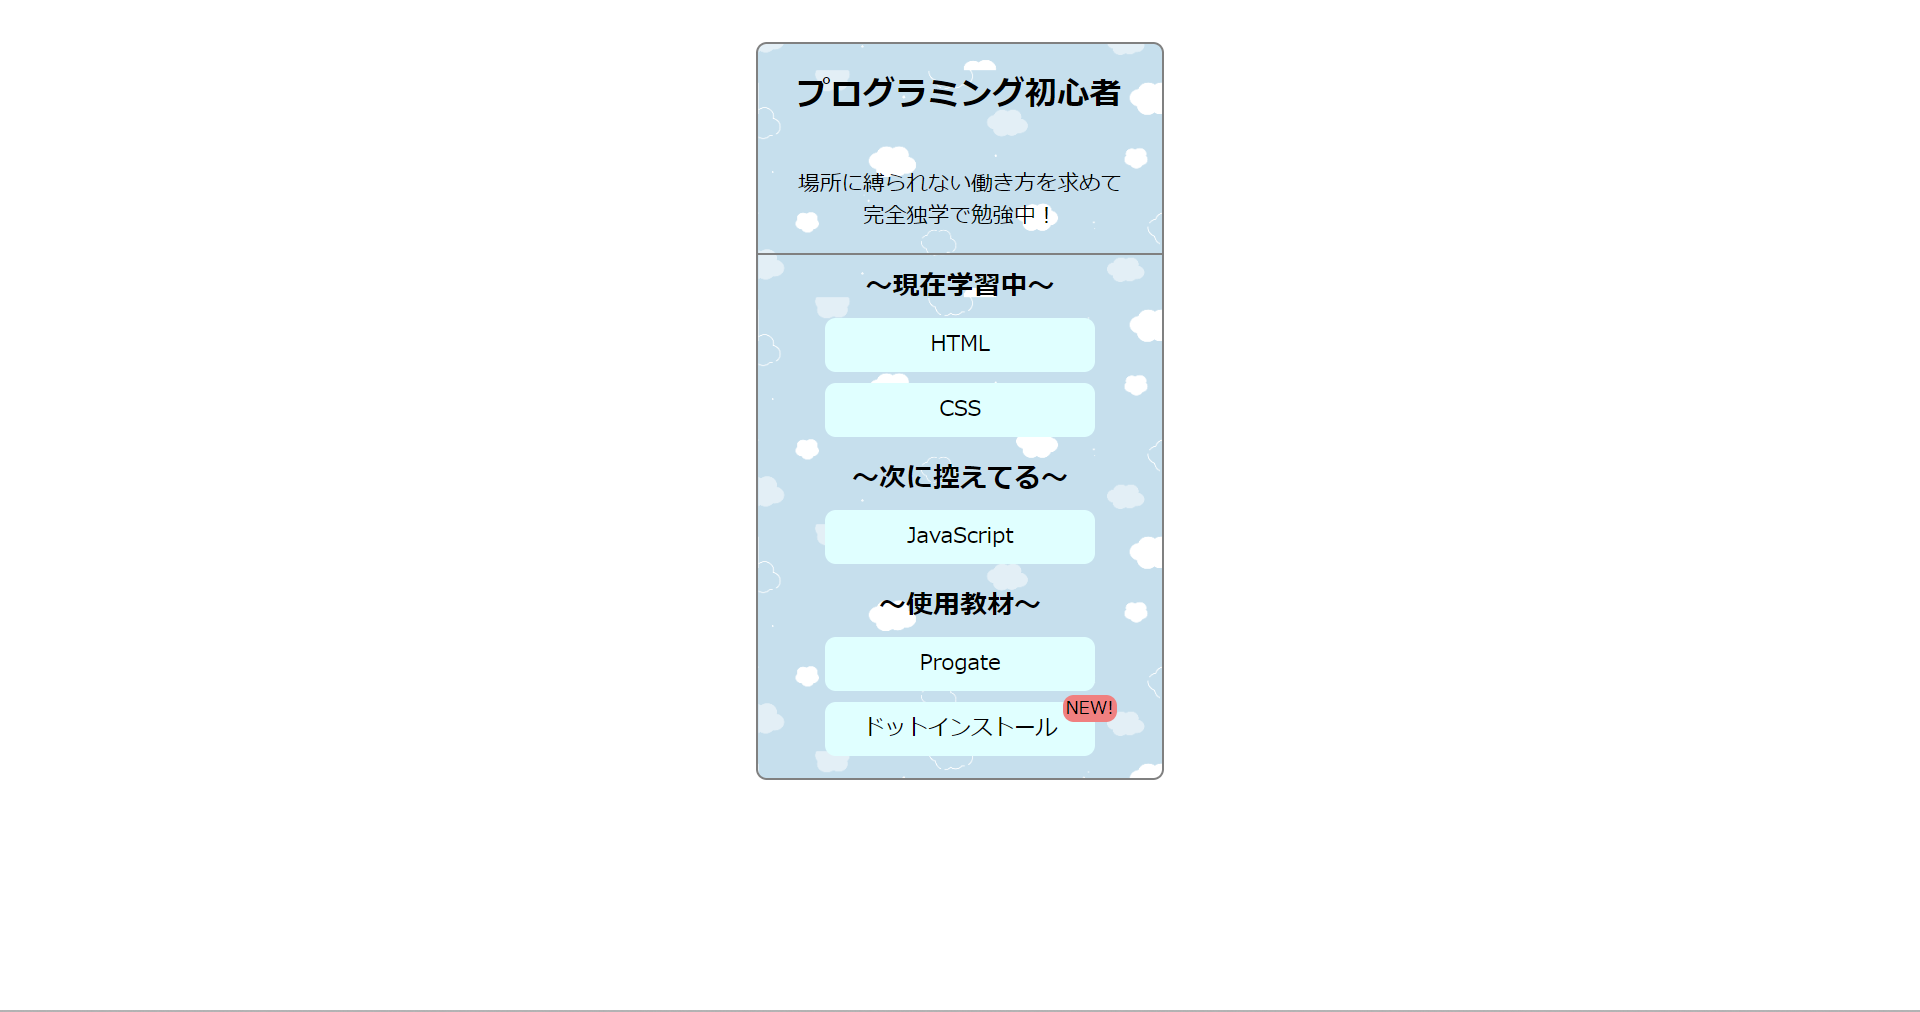 プログラミング初心者
場所に縛られない働き方を求めて
完全独学で勉強中！
～現在学習中～
HTML
CSS
～次に控えてる～
JavaScript
～使用教材～
Progate
NEW!
ドットインストール